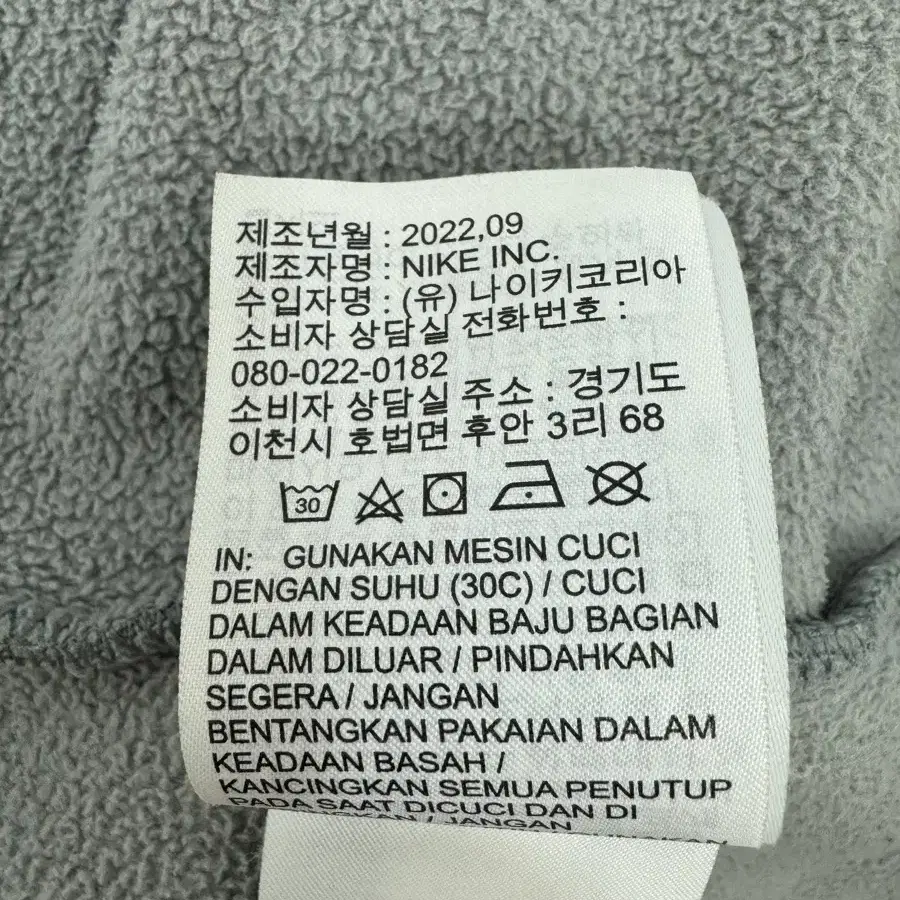 제조년월 : 2022,09
제조자명 : NIKE INC.
수입자명 : (유) 나이키코리아
소비자 상담실 전화번호 :
080-022-0182
소비자 상담실 주소 : 경기도
이천시 호법면 후안 3리 68
30
IN: GUNAKAN MESIN CUCI
DENGAN SUHU (30C) / CUCI
DALAM KEADAAN BAJU BAGIAN
DALAM DILUAR / PINDAHKAN
SEGERA / JANGAN
BENTANGKAN PAKAIAN DALAM
KEADAAN BASAH /
KANCINGKAN SEMUA PENUTUP
PADA SAAT DICUCI DAN DI
/ JANGAN